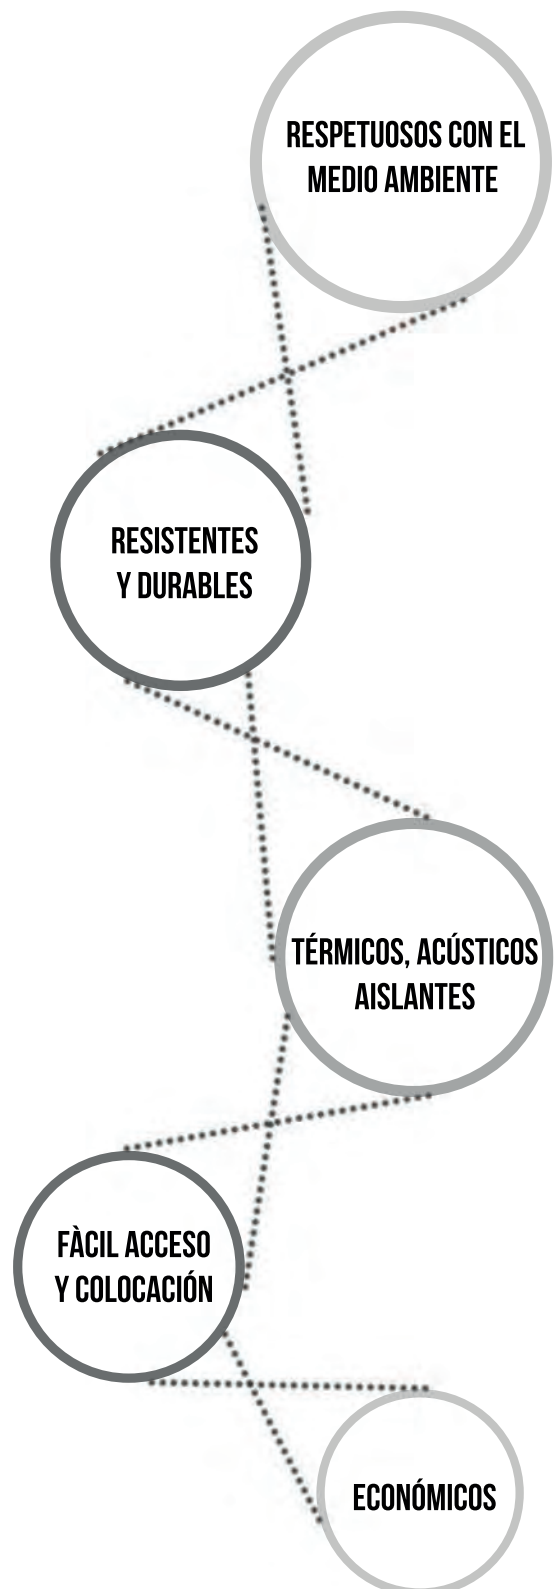 RESPETUOSOS CON EL
MEDIO AMBIENTE
RESISTENTES
Y DURABLES
TÉRMICOS, ACÚSTICOS
AISLANTES
FÀCIL ACCESO
Y COLOCACIÓN
ECONÓMICOS